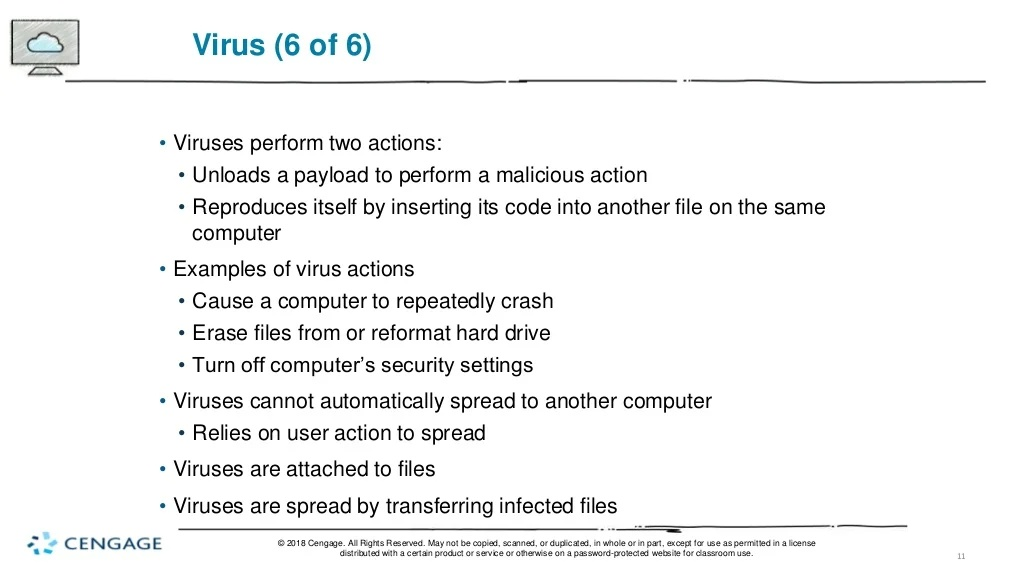 Virus (6 of 6)
• Viruses perform two actions:
• Unloads a payload to perform a malicious action
• Reproduces itself by inserting its code into another file on the same
computer
• Examples of virus actions
• Cause a computer to repeatedly crash
• Erase files from or reformat hard drive
• Turn off computer’s security settings
• Viruses cannot automatically spread to another computer
• Relies on user action to spread
• Viruses are attached to files
• Viruses are spread by transferring infected files
CENGAGE
© 2018 Cengage. All Rights Reserved. May not be copied, scanned, or duplicated, in whole or in part, except for use as permitted in a license
distributed with a certain product or service or otherwise on a password-protected website for classroom use.
11